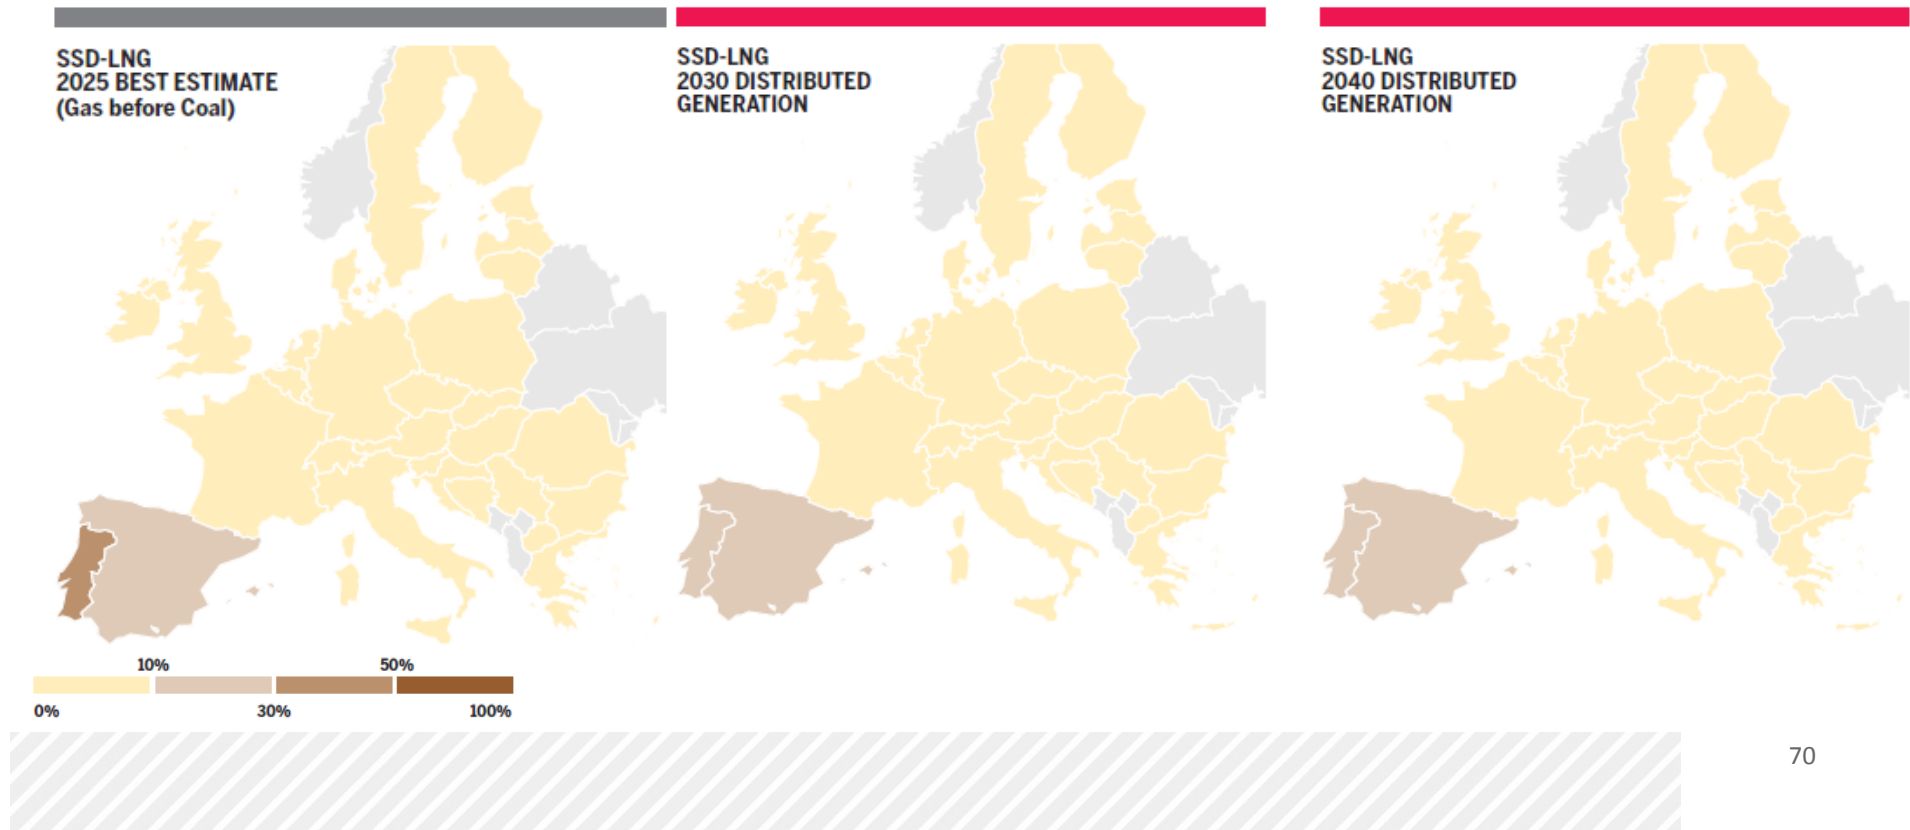 SSD-LNG
2025 BEST ESTIMATE
(Gas before Coal)
SSD-LNG
2030 DISTRIBUTED
GENERATION
SSD-LNG
2040 DISTRIBUTED
GENERATION
10%
50%
0%
30%
100%
70